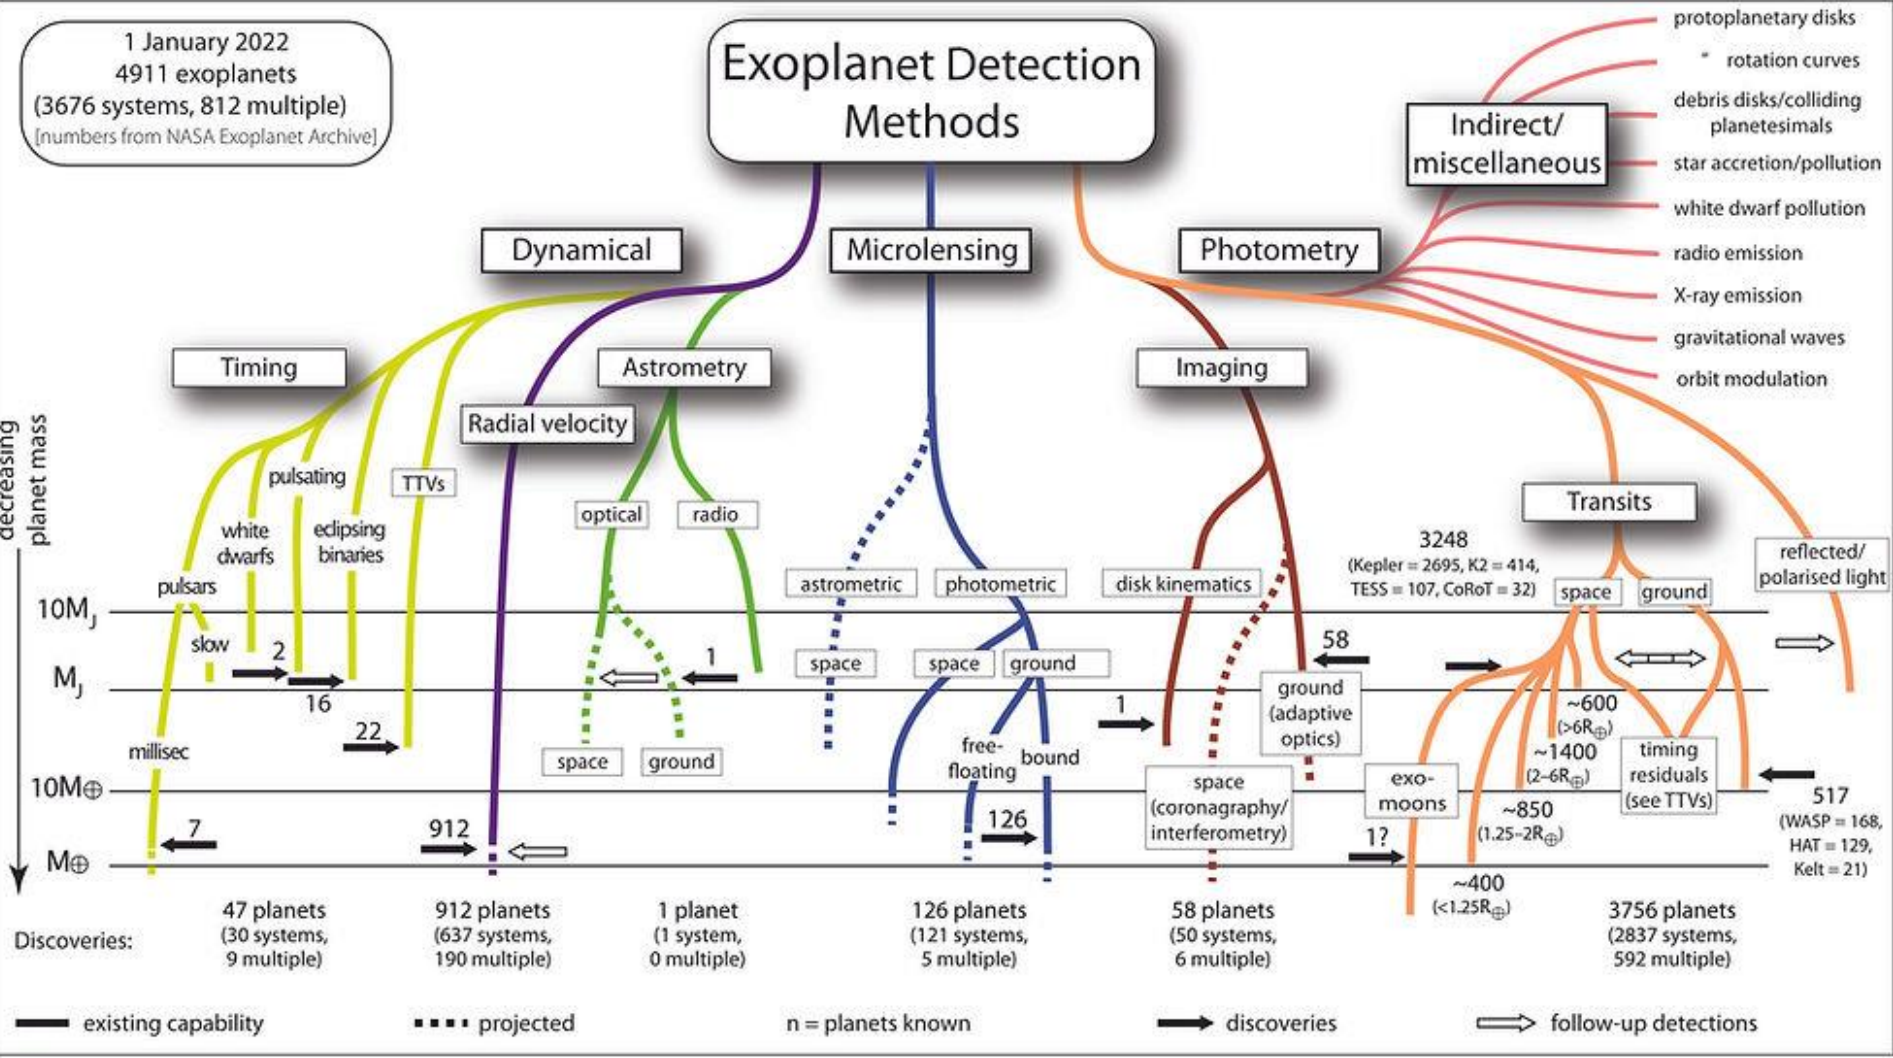 1 January 2022
4911 exoplanets
(3676 systems, 812 multiple)
[numbers from NASA Exoplanet Archive]
Exoplanet Detection
Methods
Indirect/
miscellaneous
protoplanetary disks
" rotation curves
debris disks/colliding
planetesimals
star accretion/pollution
white dwarf pollution
radio emission
X-ray emission
gravitational waves
orbit modulation
Dynamical
Microlensing
Photometry
Timing
Astrometry
Imaging
Radial velocity
decreasing
planet mass
pulsating
TTVs
white
dwarfs
eclipsing
binaries
pulsars
slow
millisec
optical
radio
astrometric
photometric
disk kinematics
Transits
3248
(Kepler = 2695, K2 = 414,
TESS = 107, CoRoT = 32)
space
ground
reflected/
polarised light
10MJ
MJ
10M⊕
M⊕
2
16
22
7
912
1
space
ground
space
space
ground
free-
floating
bound
126
1
58
ground
(adaptive
optics)
space
(coronagraphy/
interferometry)
exo-
moons
1?
~600
(>6R⊕)
~1400
(2–6R⊕)
~850
(1.25–2R⊕)
~400
(<1.25R⊕)
timing
residuals
(see TTVs)
517
(WASP = 168,
HAT = 129,
Kelt = 21)
Discoveries:
47 planets
(30 systems,
9 multiple)
912 planets
(637 systems,
190 multiple)
1 planet
(1 system,
0 multiple)
126 planets
(121 systems,
5 multiple)
58 planets
(50 systems,
6 multiple)
3756 planets
(2837 systems,
592 multiple)
existing capability
projected
n = planets known
discoveries
follow-up detections